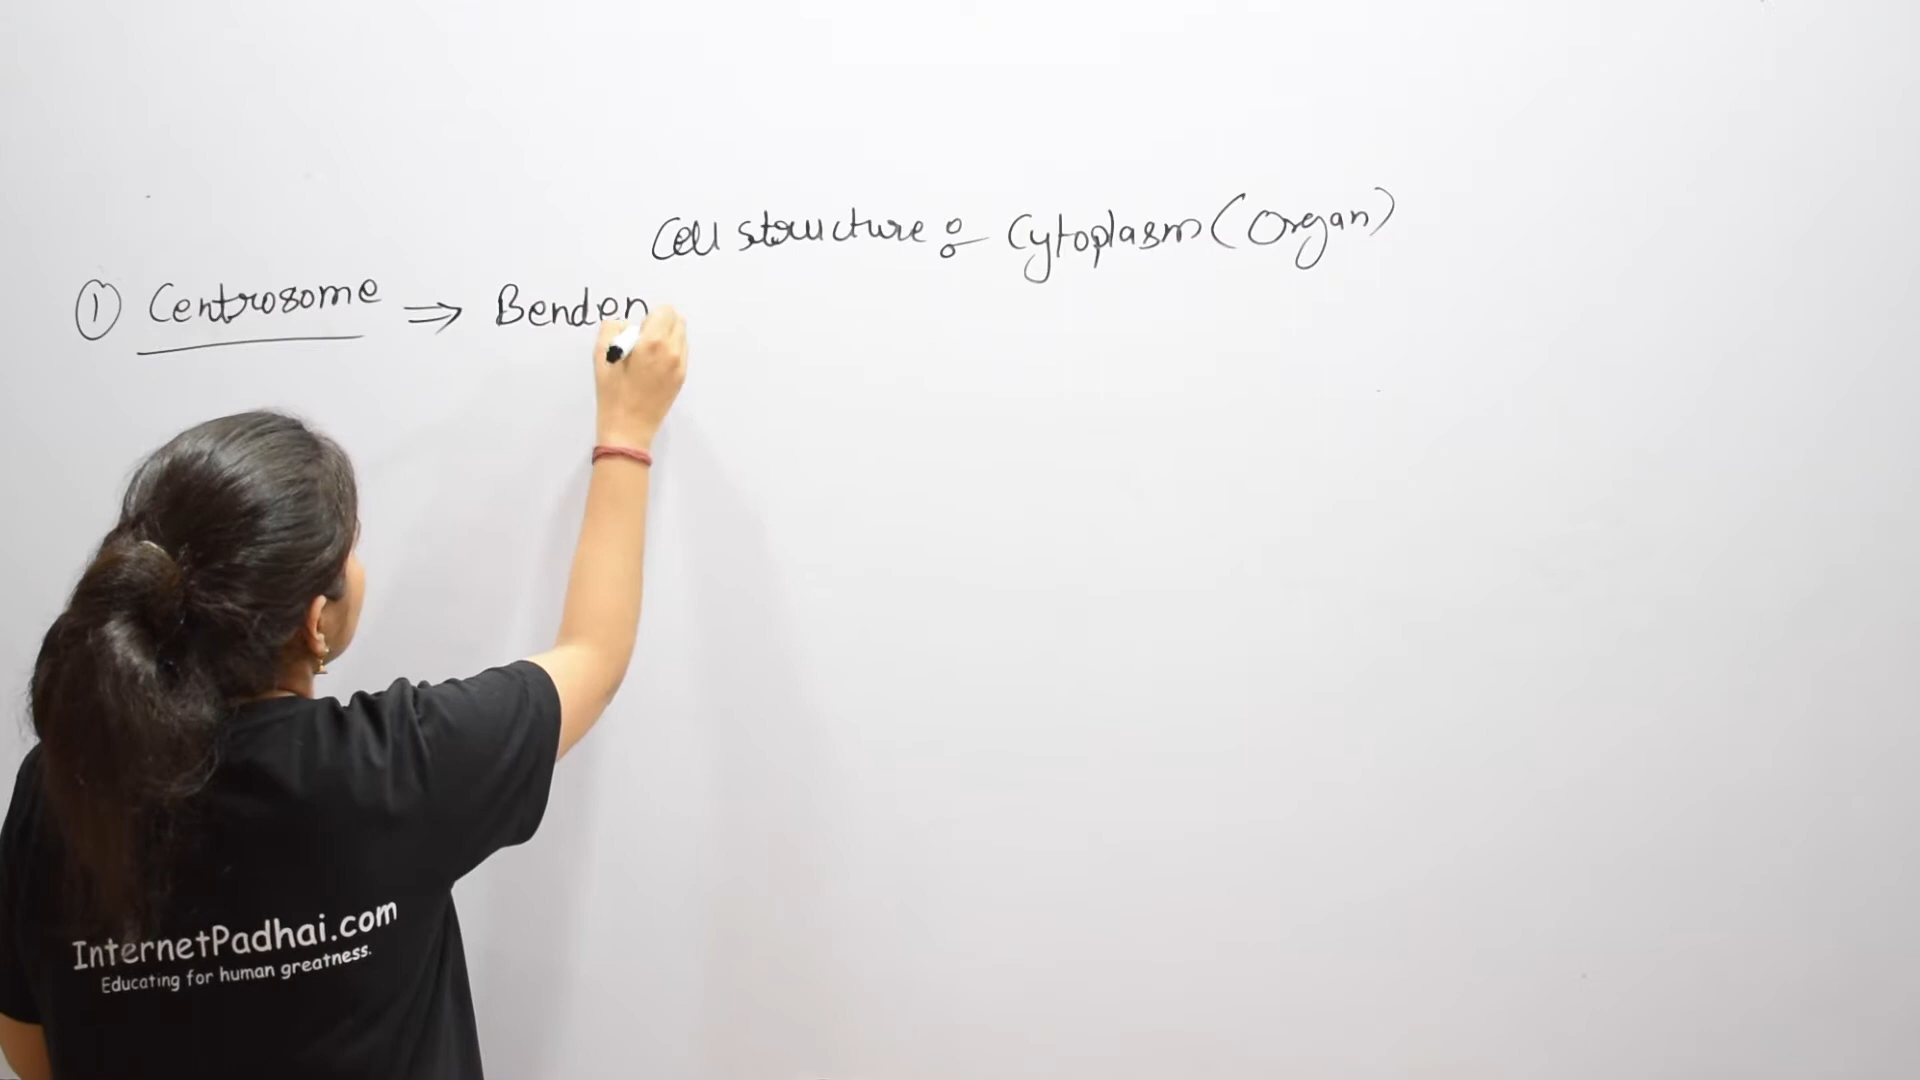 Cell structure :- Cytoplasm (Organ)
① Centrosome ⇒ Benden
InternetPadhai.com
Educating for human greatness.